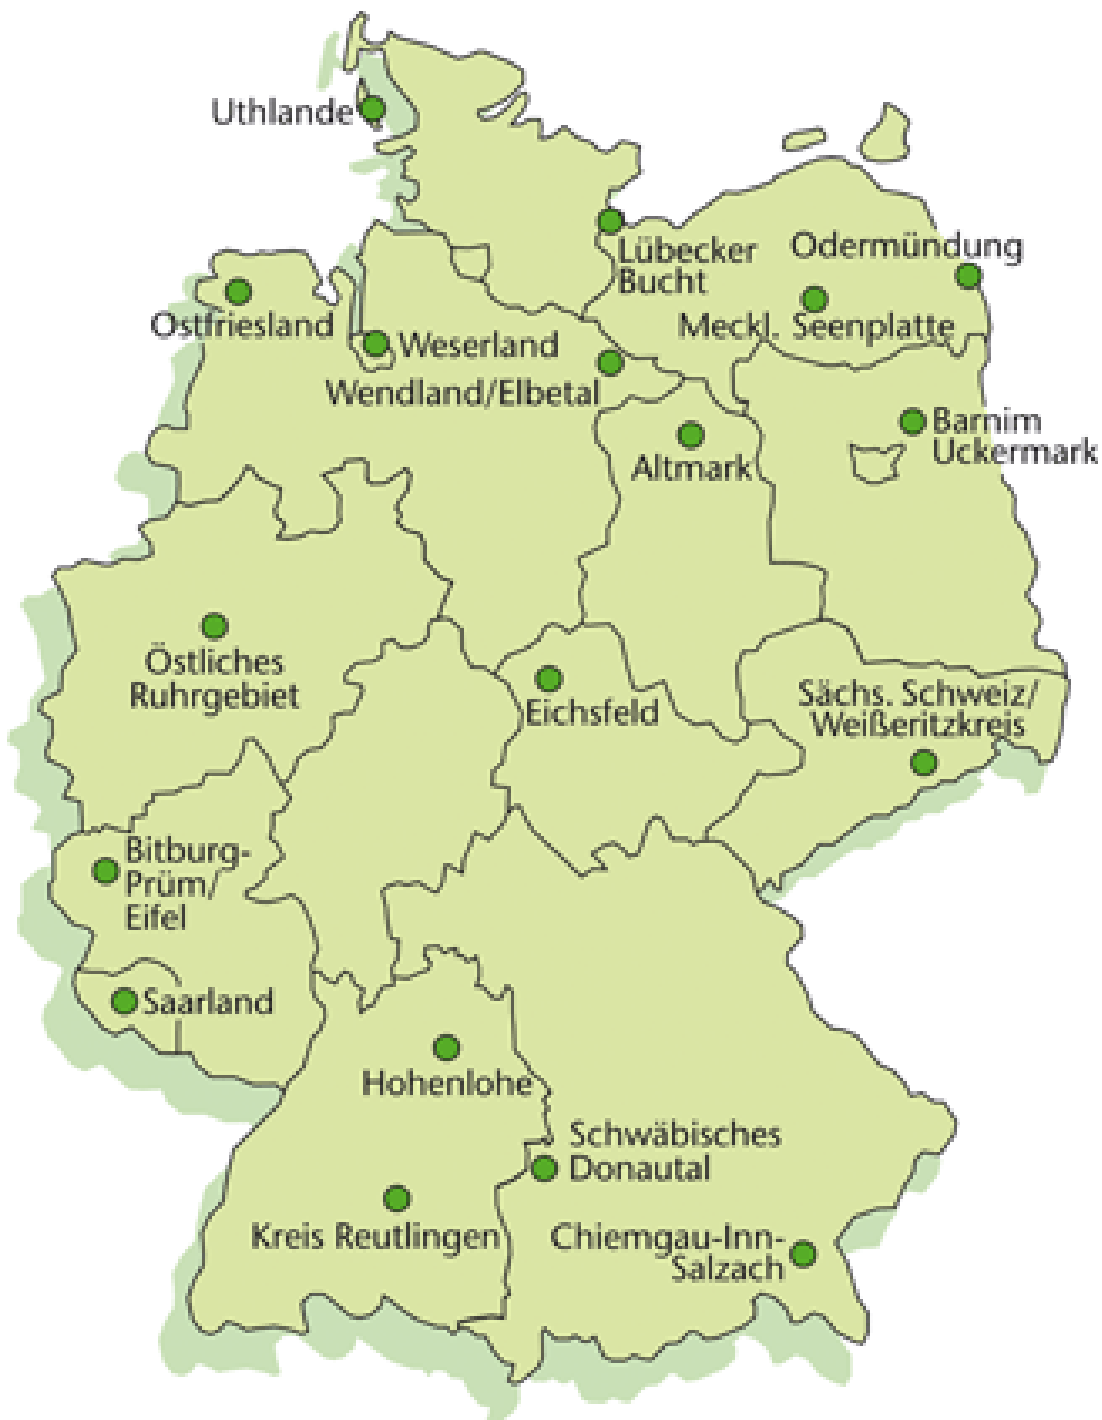 Uthlande
Lübecker
Bucht
Odermündung
Ostfriesland
Meckl. Seenplatte
Weserland
Wendland/Elbetal
Barnim
Uckermark
Altmark
Östliches
Ruhrgebiet
Eichsfeld
Sächs. Schweiz/
Weißeritzkreis
Bitburg-
Prüm/
Eifel
Saarland
Hohenlohe
Schwäbisches
Donautal
Kreis Reutlingen
Chiemgau-Inn-
Salzach